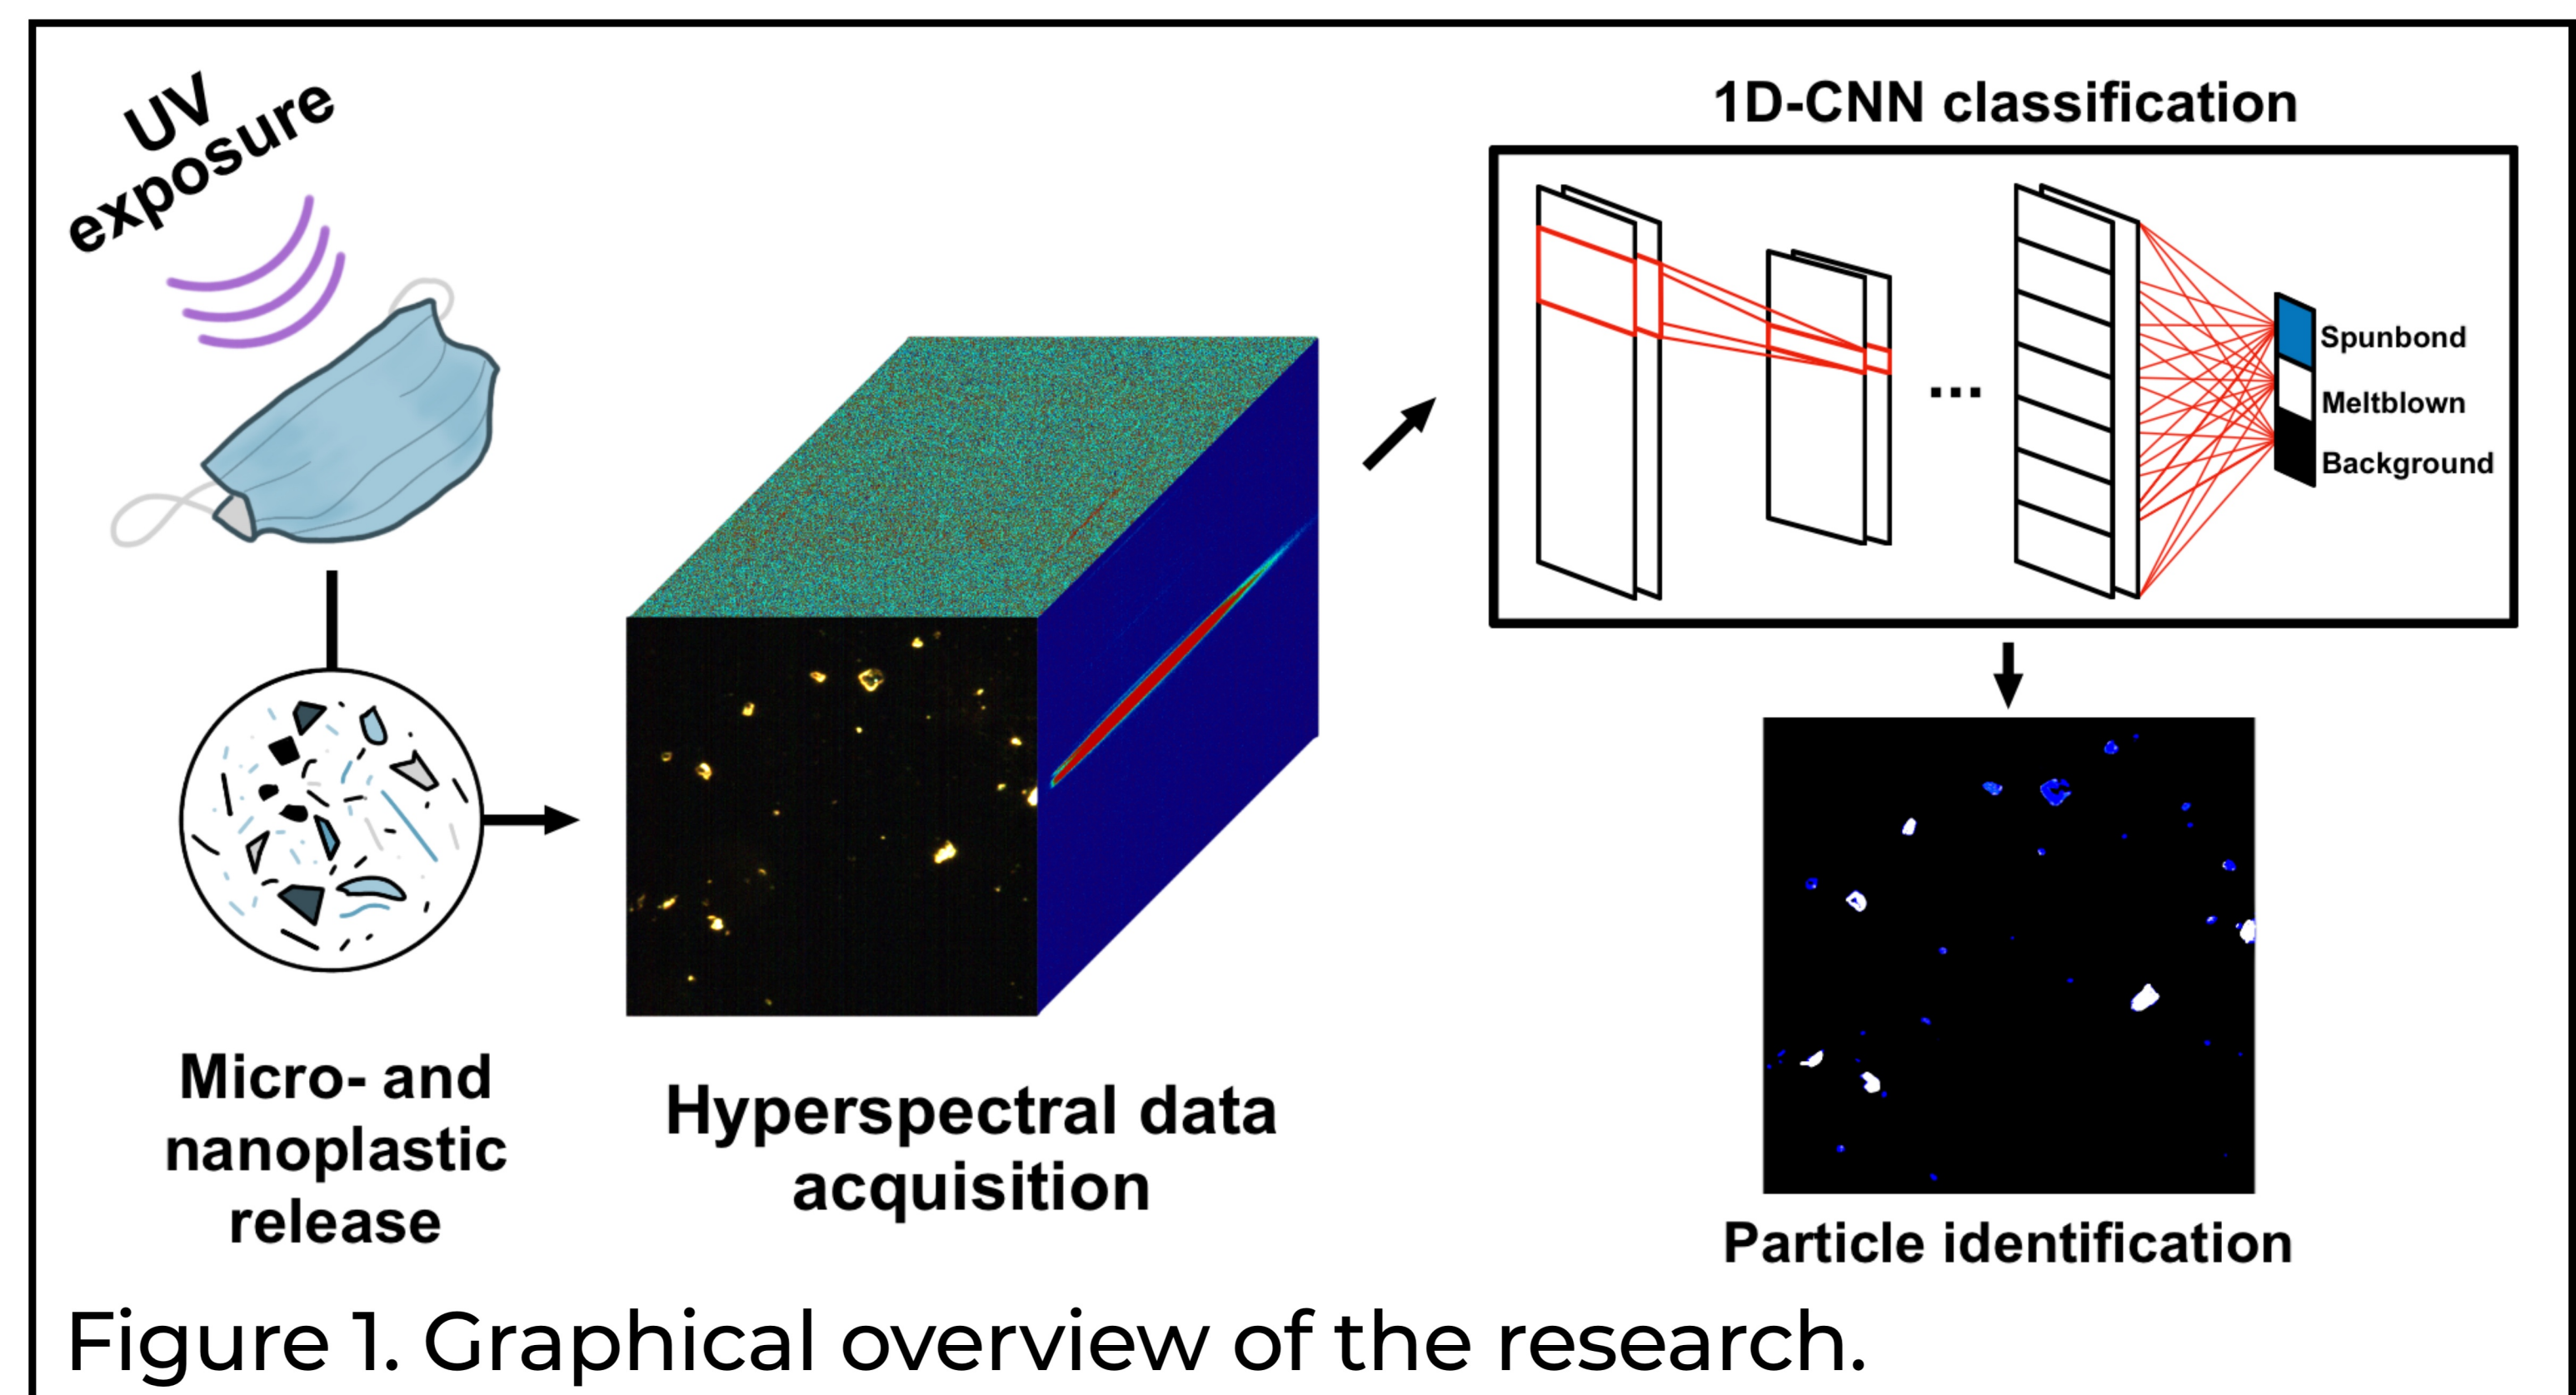 UV
exposure
Micro- and
nanoplastic
release
Hyperspectral data
acquisition
1D-CNN classification
...
Spunbond
Meltblown
Background
Particle identification
Figure 1. Graphical overview of the research.